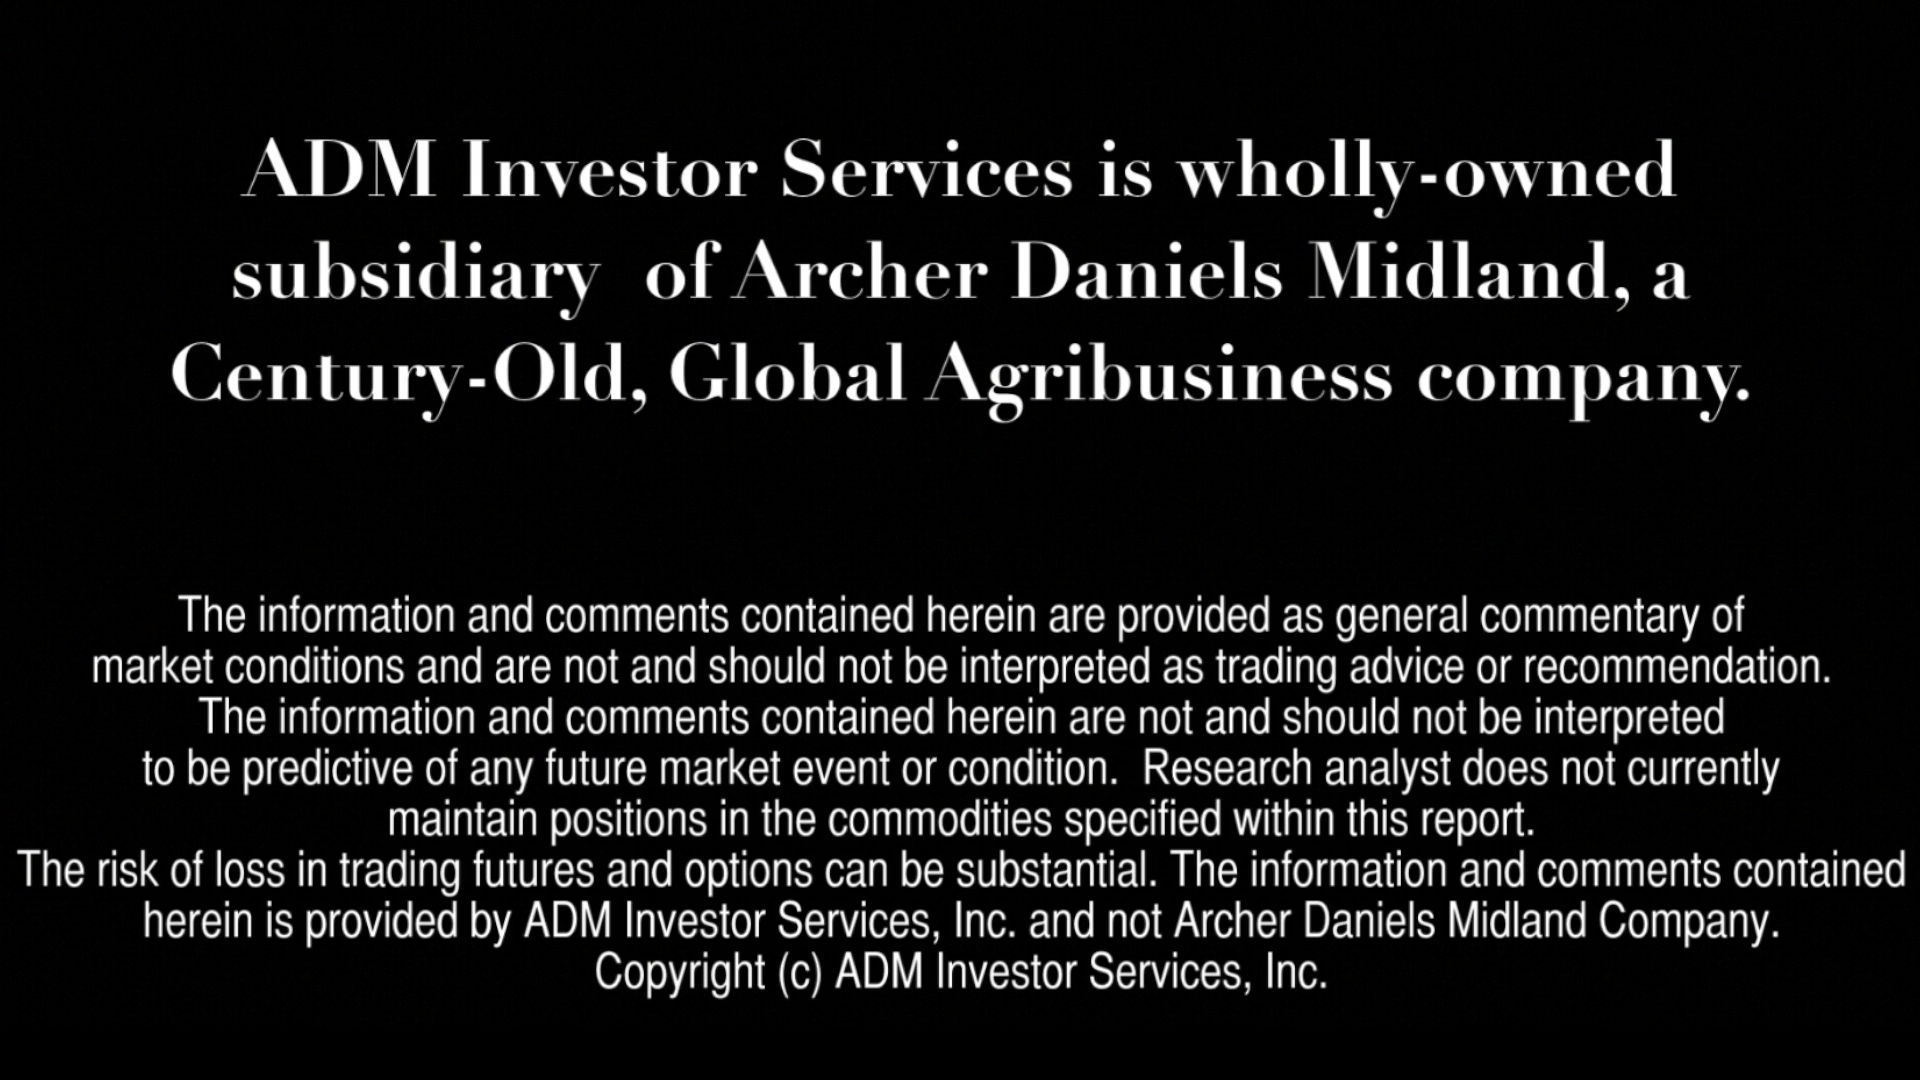 ADM Investor Services is wholly-owned
subsidiary  of Archer Daniels Midland, a
Century-Old, Global Agribusiness company.
The information and comments contained herein are provided as general commentary of
market conditions and are not and should not be interpreted as trading advice or recommendation.
The information and comments contained herein are not and should not be interpreted
to be predictive of any future market event or condition.  Research analyst does not currently
maintain positions in the commodities specified within this report.
The risk of loss in trading futures and options can be substantial. The information and comments contained
herein is provided by ADM Investor Services, Inc. and not Archer Daniels Midland Company.
Copyright (c) ADM Investor Services, Inc.